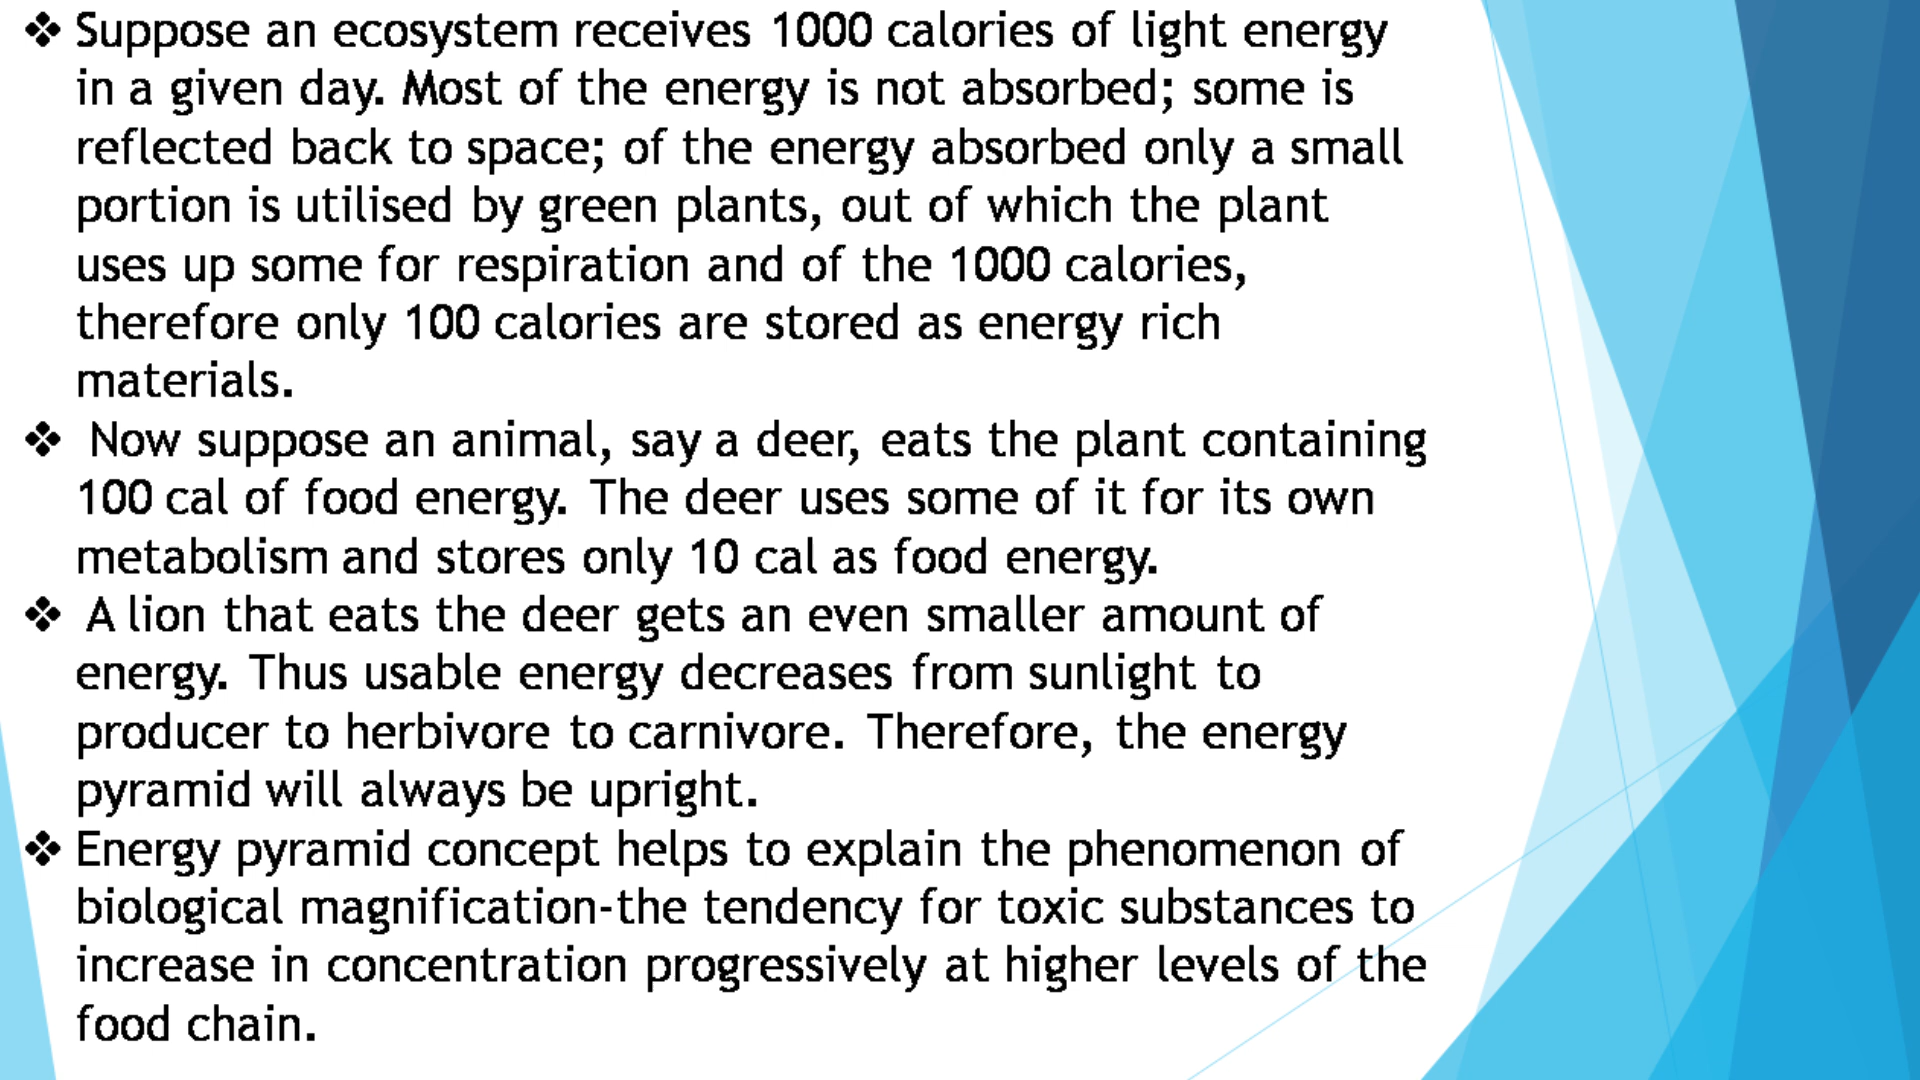 ❖ Suppose an ecosystem receives 1000 calories of light energy
in a given day. Most of the energy is not absorbed; some is
reflected back to space; of the energy absorbed only a small
portion is utilised by green plants, out of which the plant
uses up some for respiration and of the 1000 calories,
therefore only 100 calories are stored as energy rich
materials.
❖ Now suppose an animal, say a deer, eats the plant containing
100 cal of food energy. The deer uses some of it for its own
metabolism and stores only 10 cal as food energy.
❖ A lion that eats the deer gets an even smaller amount of
energy. Thus usable energy decreases from sunlight to
producer to herbivore to carnivore. Therefore, the energy
pyramid will always be upright.
❖ Energy pyramid concept helps to explain the phenomenon of
biological magnification-the tendency for toxic substances to
increase in concentration progressively at higher levels of the
food chain.